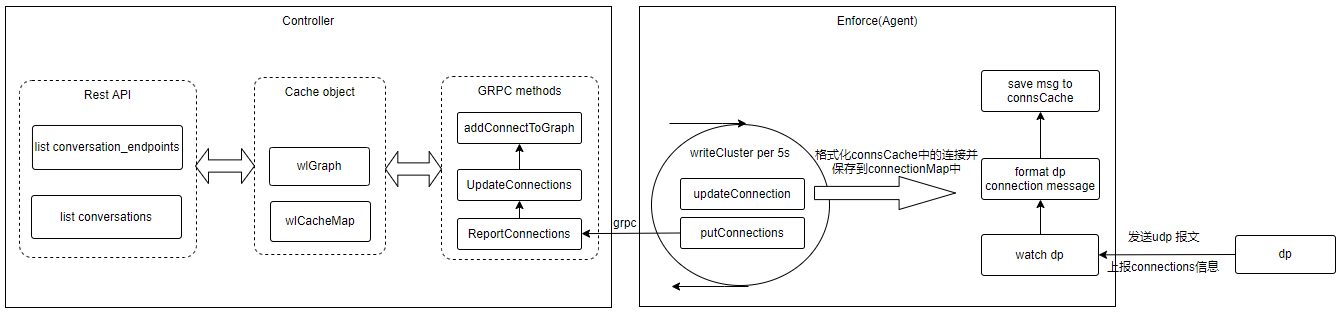 Controller
Rest API
list conversation_endpoints
list conversations
Cache object
wlGraph
wlCacheMap
GRPC methods
addConnectToGraph
UpdateConnections
ReportConnections
grpc
Enforce(Agent)
writeCluster per 5s
updateConnection
putConnections
格式化connsCache中的连接并
保存到connectionMap中
save msg to
connsCache
format dp
connection message
watch dp
发送udp 报文
上报connections信息
dp